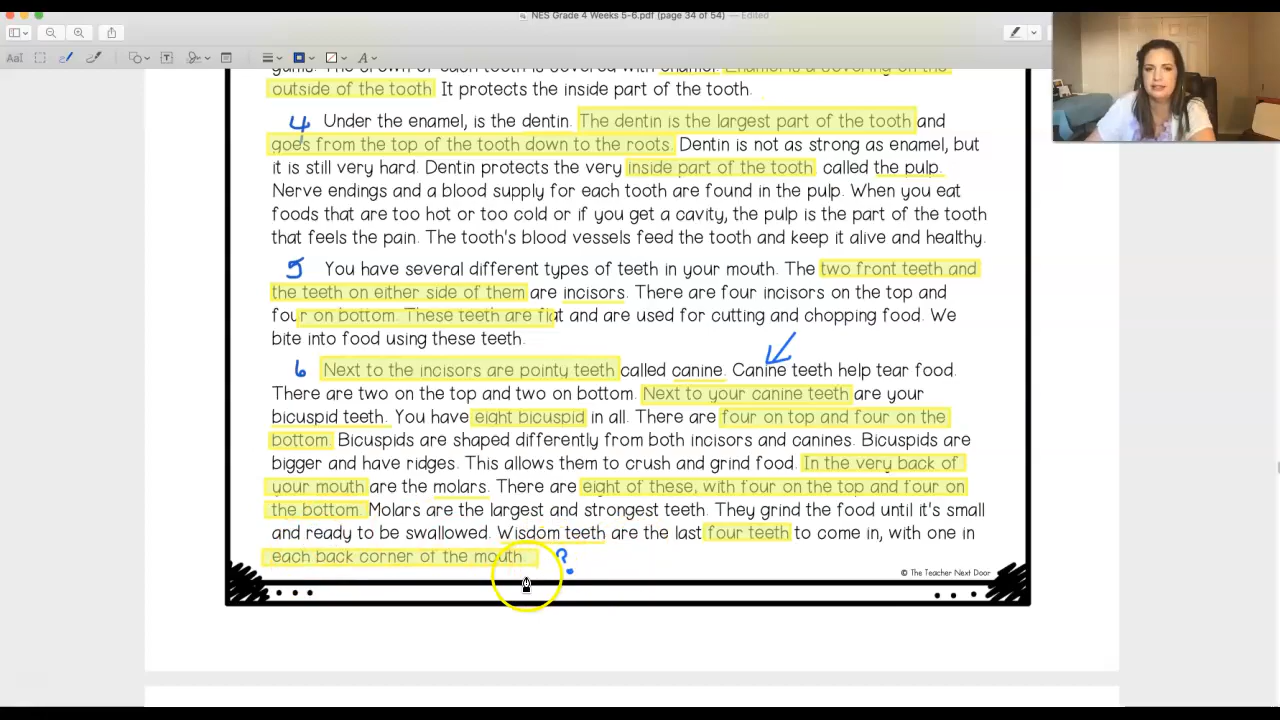 NES Grade 4 Weeks 5-6.pdf (page 34 of 54) — Edited
gums. The crown of each tooth is covered with enamel. Enamel is a covering on the
outside of the tooth. It protects the inside part of the tooth.
4 Under the enamel, is the dentin. The dentin is the largest part of the tooth and
goes from the top of the tooth down to the roots. Dentin is not as strong as enamel, but
it is still very hard. Dentin protects the very inside part of the tooth called the pulp.
Nerve endings and a blood supply for each tooth are found in the pulp. When you eat
foods that are too hot or too cold or if you get a cavity, the pulp is the part of the tooth
that feels the pain. The tooth's blood vessels feed the tooth and keep it alive and healthy.
5 You have several different types of teeth in your mouth. The two front teeth and
the teeth on either side of them are incisors. There are four incisors on the top and
four on bottom. These teeth are flat and are used for cutting and chopping food. We
bite into food using these teeth.
6 Next to the incisors are pointy teeth called canine. Canine teeth help tear food.
There are two on the top and two on bottom. Next to your canine teeth are your
bicuspid teeth. You have eight bicuspid in all. There are four on top and four on the
bottom. Bicuspids are shaped differently from both incisors and canines. Bicuspids are
bigger and have ridges. This allows them to crush and grind food. In the very back of
your mouth are the molars. There are eight of these, with four on the top and four on
the bottom. Molars are the largest and strongest teeth. They grind the food until it's small
and ready to be swallowed. Wisdom teeth are the last four teeth to come in, with one in
each back corner of the mouth. ?
© The Teacher Next Door